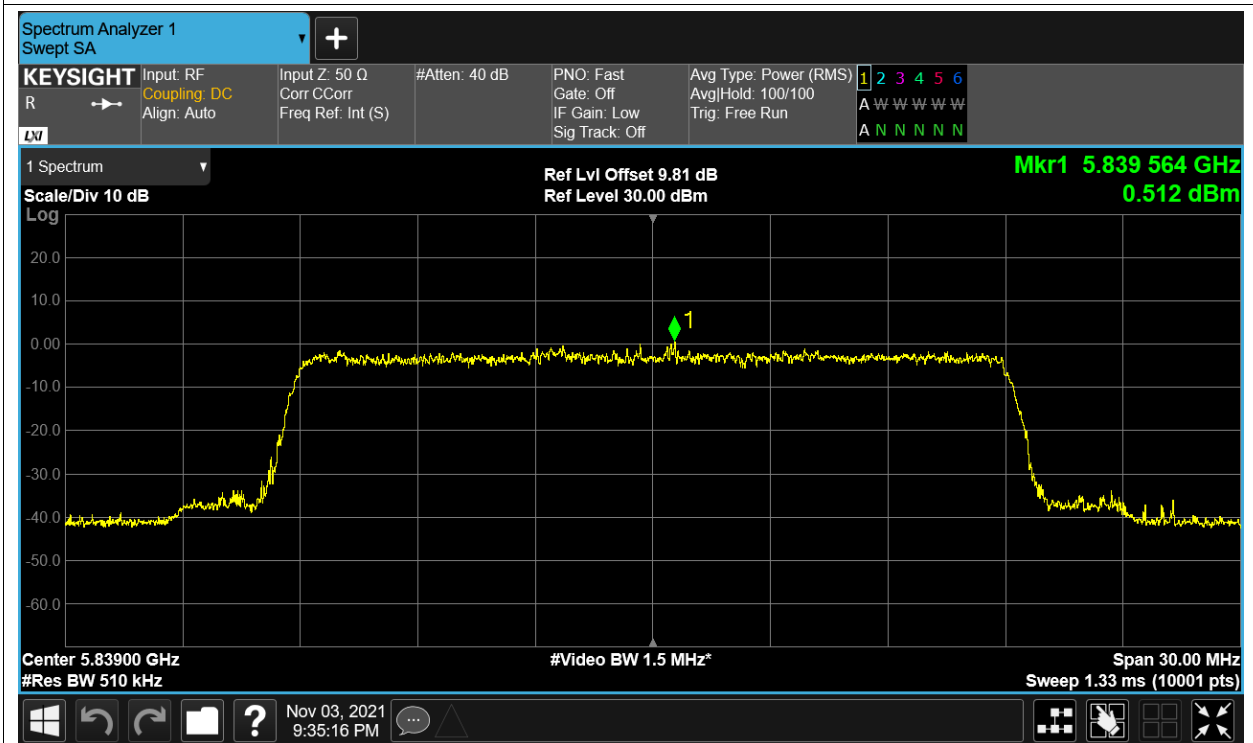 Spectrum Analyzer 1
Swept SA
KEYSIGHT
R
LXI
Input: RF
Coupling: DC
Align: Auto
Input Z: 50 Ω
Corr CCorr
Freq Ref: Int (S)
#Atten: 40 dB
PNO: Fast
Gate: Off
IF Gain: Low
Sig Track: Off
Avg Type: Power (RMS)
Avg|Hold: 100/100
Trig: Free Run
1 2 3 4 5 6
A W W W W W
A N N N N N
1 Spectrum
Scale/Div 10 dB
Log
Ref Lvl Offset 9.81 dB
Ref Level 30.00 dBm
Mkr1 5.839 564 GHz
0.512 dBm
20.0
10.0
0.00
-10.0
-20.0
-30.0
-40.0
-50.0
-60.0
1
Center 5.83900 GHz
#Res BW 510 kHz
#Video BW 1.5 MHz*
Span 30.00 MHz
Sweep 1.33 ms (10001 pts)
?
Nov 03, 2021
9:35:16 PM